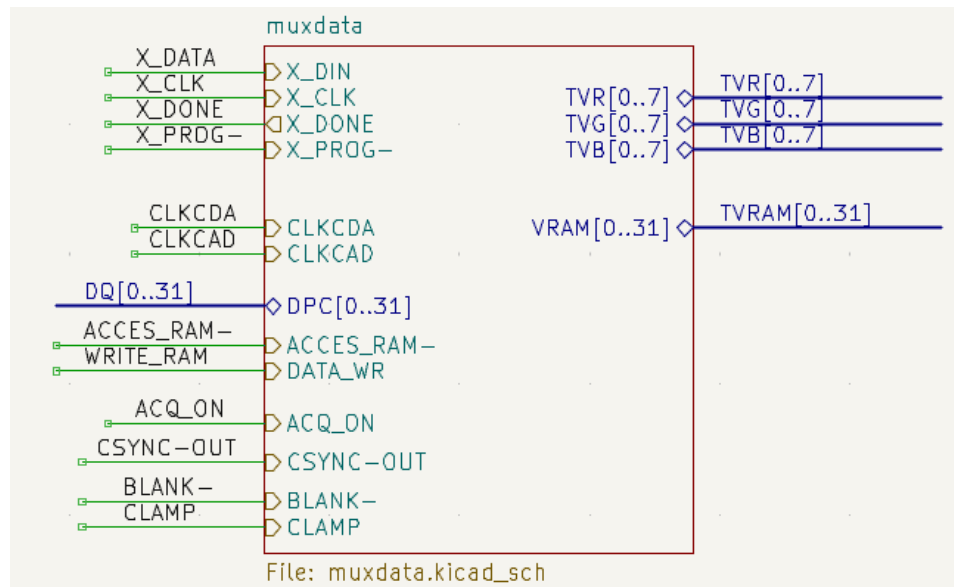 muxdata
X_DATA
X_DIN
X_CLK
X_CLK
X_DONE
X_DONE
X_PROG-
X_PROG-
TVR[0..7]
TVR[0..7]
TVG[0..7]
TVG[0..7]
TVB[0..7]
TVB[0..7]
CLKCDA
CLKCDA
CLKCAD
CLKCAD
VRAM[0..31]
TVRAM[0..31]
DQ[0..31]
DPC[0..31]
ACCES_RAM-
ACCES_RAM-
WRITE_RAM
DATA_WR
ACQ_ON
ACQ_ON
CSYNC-OUT
CSYNC-OUT
BLANK-
BLANK-
CLAMP
CLAMP
File: muxdata.kicad_sch